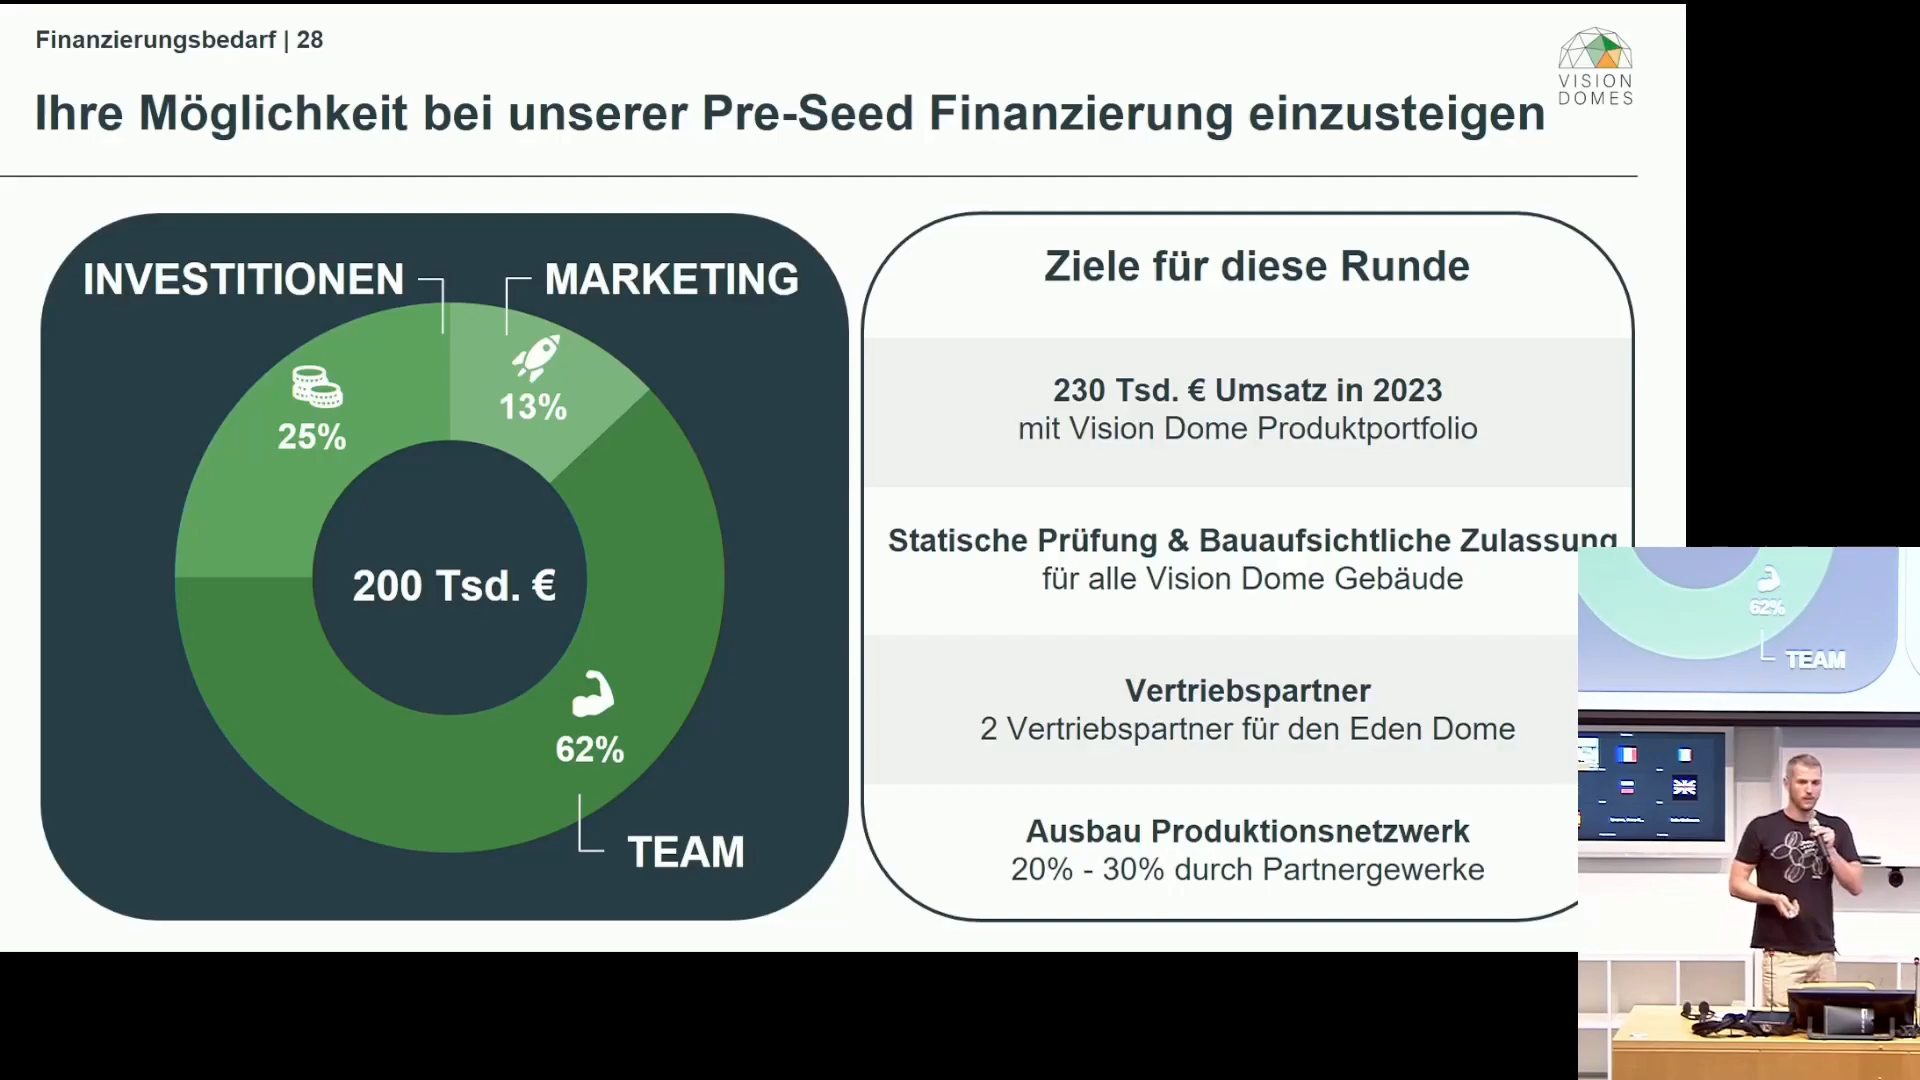 Finanzierungsbedarf | 28
VISION
DOMES
Ihre Möglichkeit bei unserer Pre-Seed Finanzierung einzusteigen
INVESTITIONEN
MARKETING
13%
25%
200 Tsd. €
62%
TEAM
Ziele für diese Runde
230 Tsd. € Umsatz in 2023
mit Vision Dome Produktportfolio
Statische Prüfung & Bauaufsichtliche Zulassung
für alle Vision Dome Gebäude
Vertriebspartner
2 Vertriebspartner für den Eden Dome
Ausbau Produktionsnetzwerk
20% - 30% durch Partnergewerke
62%
TEAM